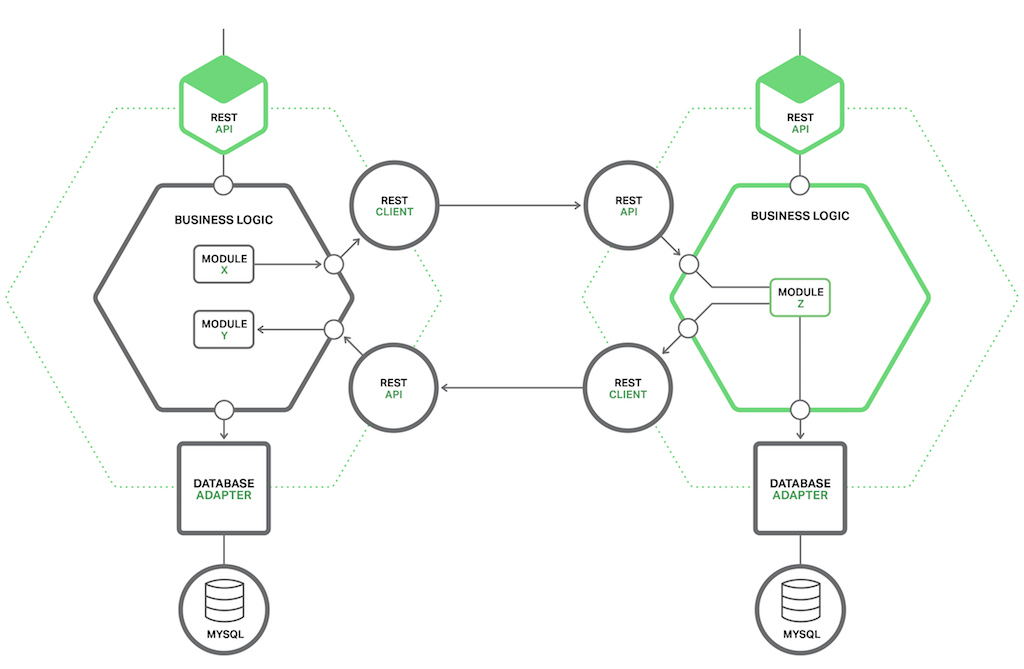 REST
API
REST
API
REST
CLIENT
REST
API
BUSINESS LOGIC
BUSINESS LOGIC
MODULE
X
MODULE
Z
MODULE
Y
REST
API
REST
CLIENT
DATABASE
ADAPTER
DATABASE
ADAPTER
MYSQL
MYSQL